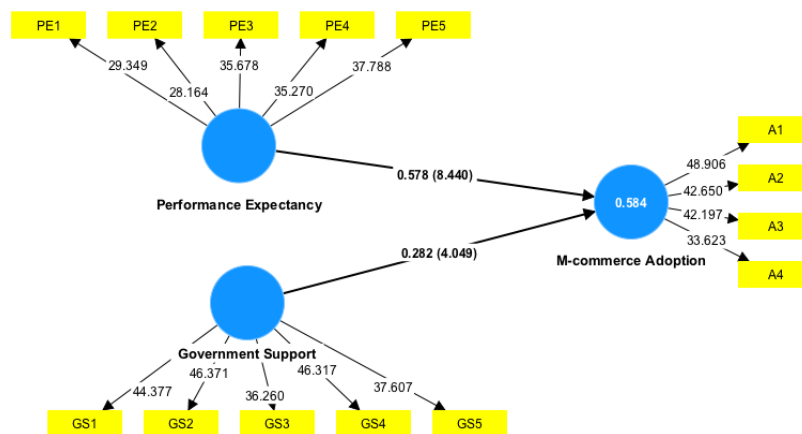 PE1 PE2 PE3 PE4 PE5
29.349 28.164 35.678 35.270 37.788
Performance Expectancy
0.578 (8.440)
0.282 (4.049)
Government Support
44.377 46.371 36.260 46.317 37.607
GS1 GS2 GS3 GS4 GS5
0.584
M-commerce Adoption
48.906
42.650
42.197
33.623
A1
A2
A3
A4